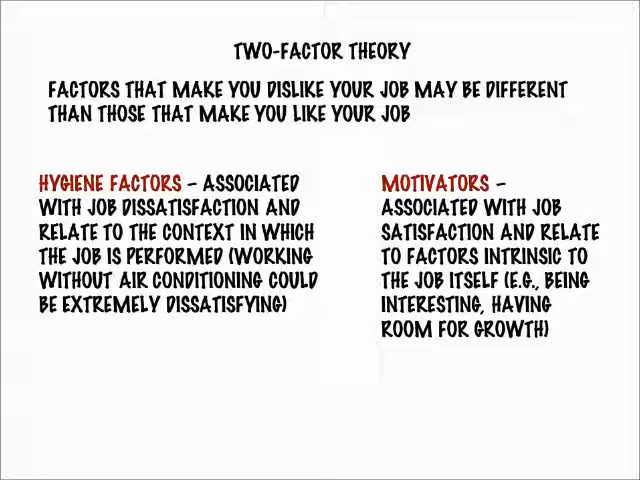 TWO-FACTOR THEORY
FACTORS THAT MAKE YOU DISLIKE YOUR JOB MAY BE DIFFERENT
THAN THOSE THAT MAKE YOU LIKE YOUR JOB
HYGIENE FACTORS – ASSOCIATED
WITH JOB DISSATISFACTION AND
RELATE TO THE CONTEXT IN WHICH
THE JOB IS PERFORMED (WORKING
WITHOUT AIR CONDITIONING COULD
BE EXTREMELY DISSATISFYING)
MOTIVATORS –
ASSOCIATED WITH JOB
SATISFACTION AND RELATE
TO FACTORS INTRINSIC TO
THE JOB ITSELF (E.G., BEING
INTERESTING, HAVING
ROOM FOR GROWTH)